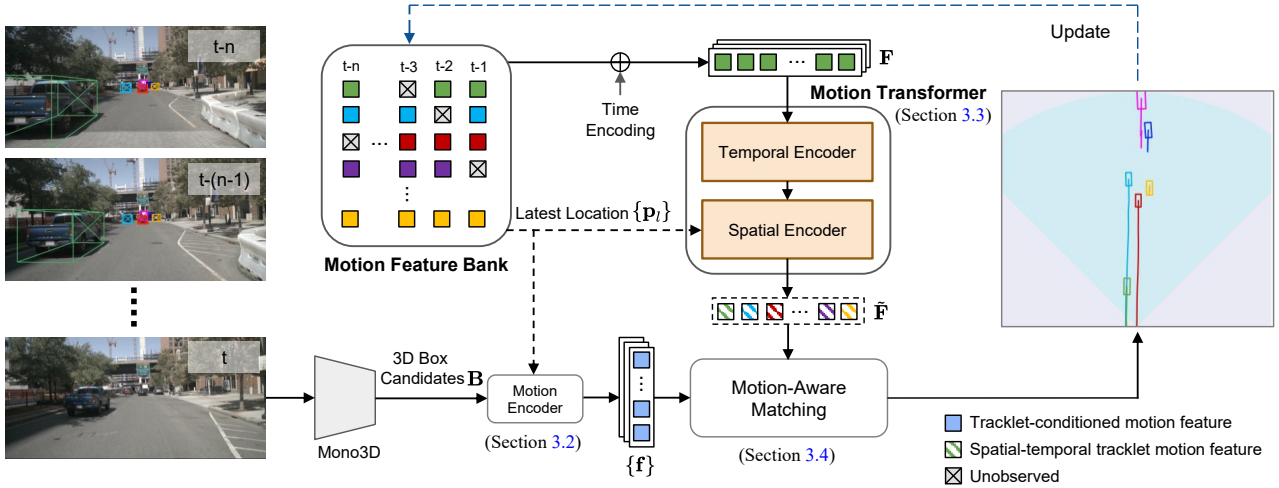 t-n
t-(n-1)
t
t-n
t-3
t-2
t-1
...
Motion Feature Bank
Time
Encoding
F
Update
Motion Transformer
(Section 3.3)
Temporal Encoder
Spatial Encoder
Latest Location {p_l}
F̃
Mono3D
3D Box
Candidates B
Motion
Encoder
(Section 3.2)
{f}
Motion-Aware
Matching
(Section 3.4)
Tracklet-conditioned motion feature
Spatial-temporal tracklet motion feature
Unobserved